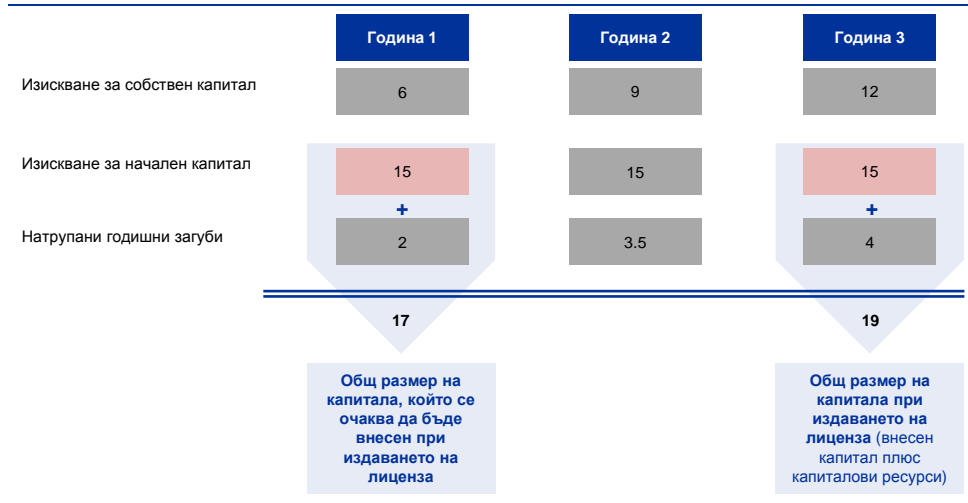 Година 1 Година 2 Година 3
Изискване за собствен капитал 6 9 12
Изискване за начален капитал 15 15 15
+ +
Натрупани годишни загуби 2 3.5 4
17 19
Общ размер на
капитала, който се
очаква да бъде
внесен при
издаването на
лиценза
Общ размер на
капитала при
издаването на
лиценза (внесен
капитал плюс
капиталови ресурси)